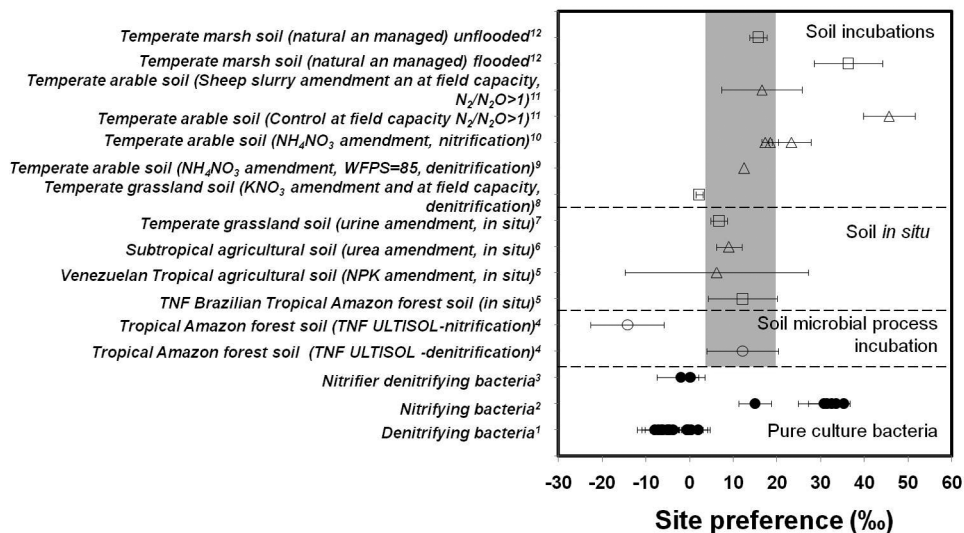 Temperate marsh soil (natural an managed) unflooded¹²
Temperate marsh soil (natural an managed) flooded¹²
Temperate arable soil (Sheep slurry amendment an at field capacity,
N₂/N₂O>1)¹¹
Temperate arable soil (Control at field capacity N₂/N₂O>1)¹¹
Temperate arable soil (NH₄NO₃ amendment, nitrification)¹⁰
Temperate arable soil (NH₄NO₃ amendment, WFPS=85, denitrification)⁹
Temperate grassland soil (KNO₃ amendment and at field capacity,
denitrification)⁸
Temperate grassland soil (urine amendment, in situ)⁷
Subtropical agricultural soil (urea amendment, in situ)⁶
Venezuelan Tropical agricultural soil (NPK amendment, in situ)⁵
TNF Brazilian Tropical Amazon forest soil (in situ)⁵
Tropical Amazon forest soil (TNF ULTISOL-nitrification)⁴
Tropical Amazon forest soil (TNF ULTISOL -denitrification)⁴
Nitrifier denitrifying bacteria³
Nitrifying bacteria²
Denitrifying bacteria¹
Soil incubations
Soil in situ
Soil microbial process
incubation
Pure culture bacteria
-30 -20 -10 0 10 20 30 40 50 60
Site preference (‰)